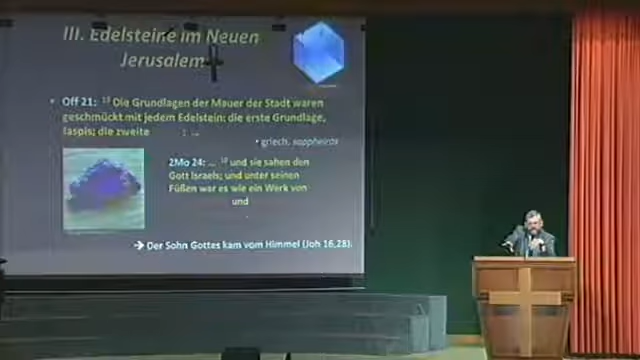 III. Edelsteine im Neuen
Jerusalem
• Off 21: 19 Die Grundlagen der Mauer der Stadt waren
geschmückt mit jedem Edelstein: die erste Grundlage,
Iaspis; die zweite : ...
• griech. sappheiros
2Mo 24: ... 10 und sie sahen den
Gott Israels; und unter seinen
Füßen war es wie ein Werk von
und
→ Der Sohn Gottes kam vom Himmel (Joh 16,28).